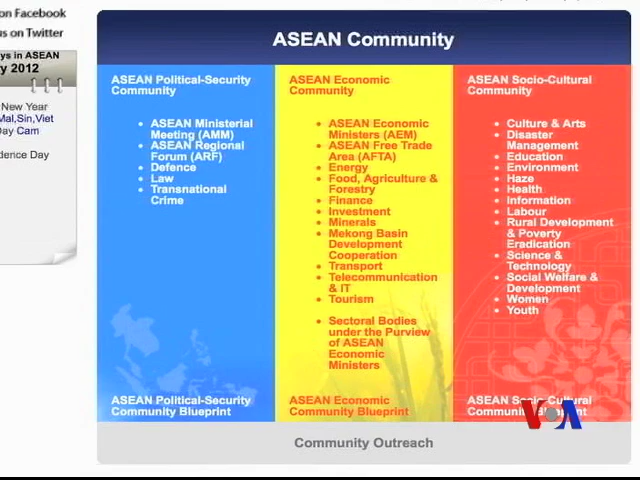 on Facebook
us on Twitter
ys in ASEAN
y 2012
New Year
Mal,Sin,Viet
Day Cam
dence Day
ASEAN Community
ASEAN Political-Security
Community
ASEAN Ministerial
Meeting (AMM)
ASEAN Regional
Forum (ARF)
Defence
Law
Transnational
Crime
ASEAN Political-Security
Community Blueprint
ASEAN Economic
Community
ASEAN Economic
Ministers (AEM)
ASEAN Free Trade
Area (AFTA)
Energy
Food, Agriculture &
Forestry
Finance
Investment
Minerals
Mekong Basin
Development
Cooperation
Transport
Telecommunication
& IT
Tourism
Sectoral Bodies
under the Purview
of ASEAN
Economic
Ministers
ASEAN Economic
Community Blueprint
ASEAN Socio-Cultural
Community
Culture & Arts
Disaster
Management
Education
Environment
Haze
Health
Information
Labour
Rural Development
& Poverty
Eradication
Science &
Technology
Social Welfare &
Development
Women
Youth
ASEAN Socio-Cultural
Community Blueprint
VOA
Community Outreach